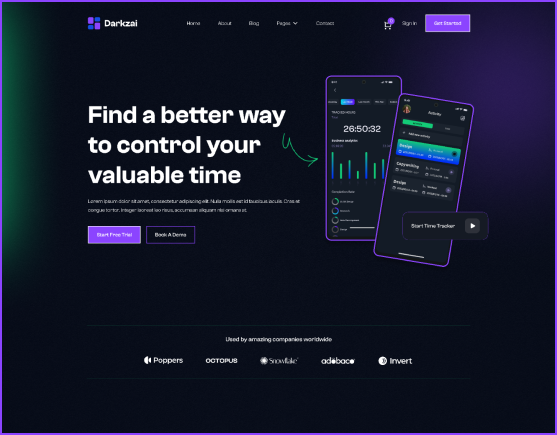 Darkzai
Home About Blog Pages Contact
Sign in
Get Started
Find a better way
to control your
valuable time
Lorem ipsum dolor sit amet, consectetur adipiscing elit. Nulla mollis est id faucibus iaculis. Cras et
congue tortor. Integer laoreet leo risus, accumsan aliquam nisi ornare et.
Start Free Trial
Book A Demo
26:50:32
Activity
Design
Copywriting
Design
Start Time Tracker
Used by amazing companies worldwide
Poppers
OCTOPUS
Snowflake
adobaco
Invert